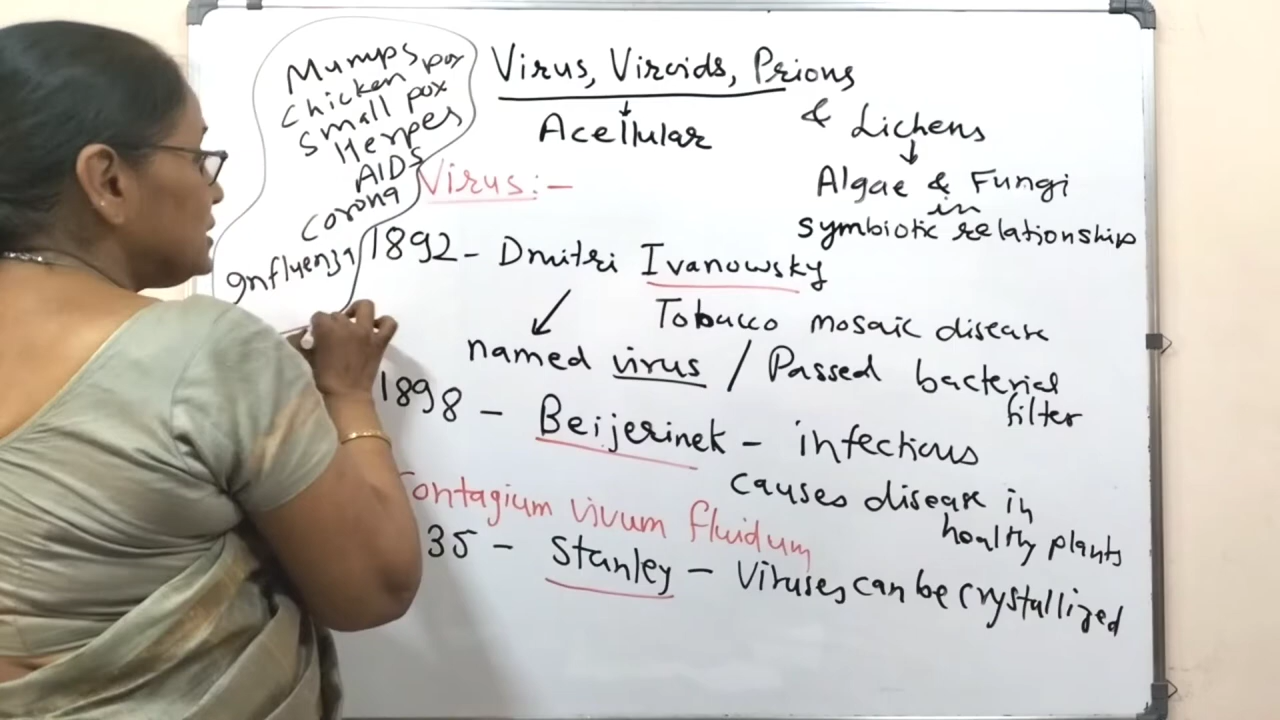 Mumps
Chicken pox
Small pox
Herpes
AIDS
Corona
Influenza
Virus, Viroids, Prions
& Lichens
Acellular
Algae & Fungi
in
symbiotic relationship
Virus:-
1892 - Dmitri Ivanowsky
Tobacco mosaic disease
named virus / Passed bacterial
filter
1898 - Beijerinek - infectious
causes disease in
healthy plants
Contagium vivum fluidum
35 - Stanley - Viruses can be crystallized